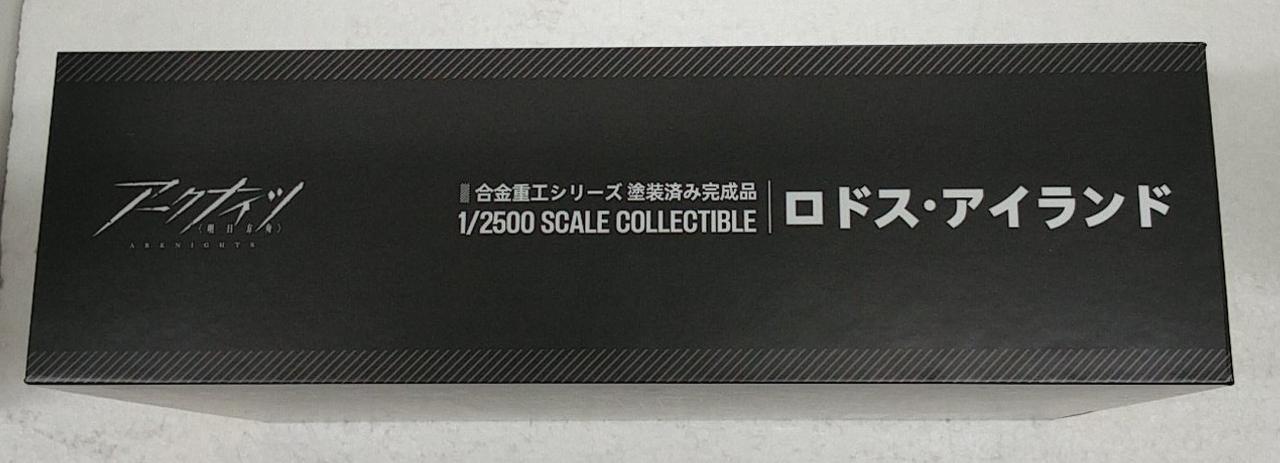 アークナイツ
〈明日方舟〉
ARKNIGHTS
合金重工シリーズ 塗装済み完成品
1/2500 SCALE COLLECTIBLE
ロドス・アイランド